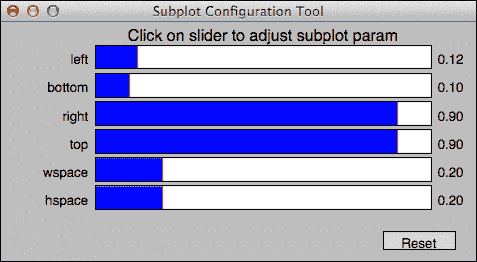 Subplot Configuration Tool
Click on slider to adjust subplot param
left 0.12
bottom 0.10
right 0.90
top 0.90
wspace 0.20
hspace 0.20
Reset